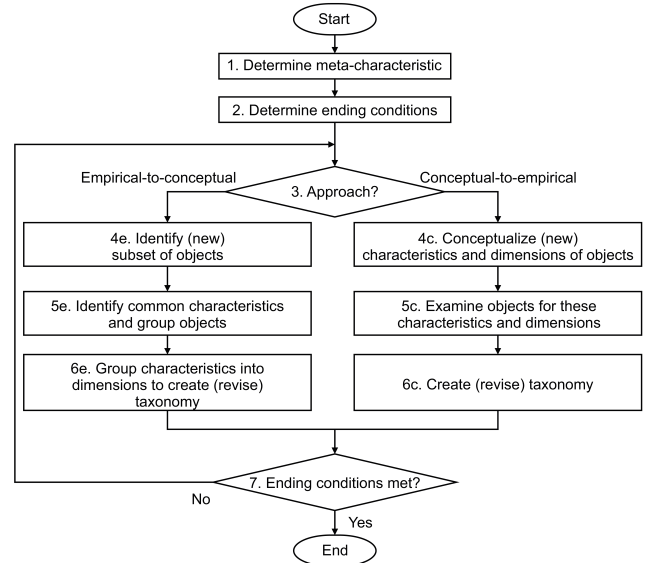 Start
1. Determine meta-characteristic
2. Determine ending conditions
Empirical-to-conceptual
Conceptual-to-empirical
3. Approach?
4e. Identify (new)
subset of objects
4c. Conceptualize (new)
characteristics and dimensions of objects
5e. Identify common characteristics
and group objects
5c. Examine objects for these
characteristics and dimensions
6e. Group characteristics into
dimensions to create (revise)
taxonomy
6c. Create (revise) taxonomy
7. Ending conditions met?
No
Yes
End